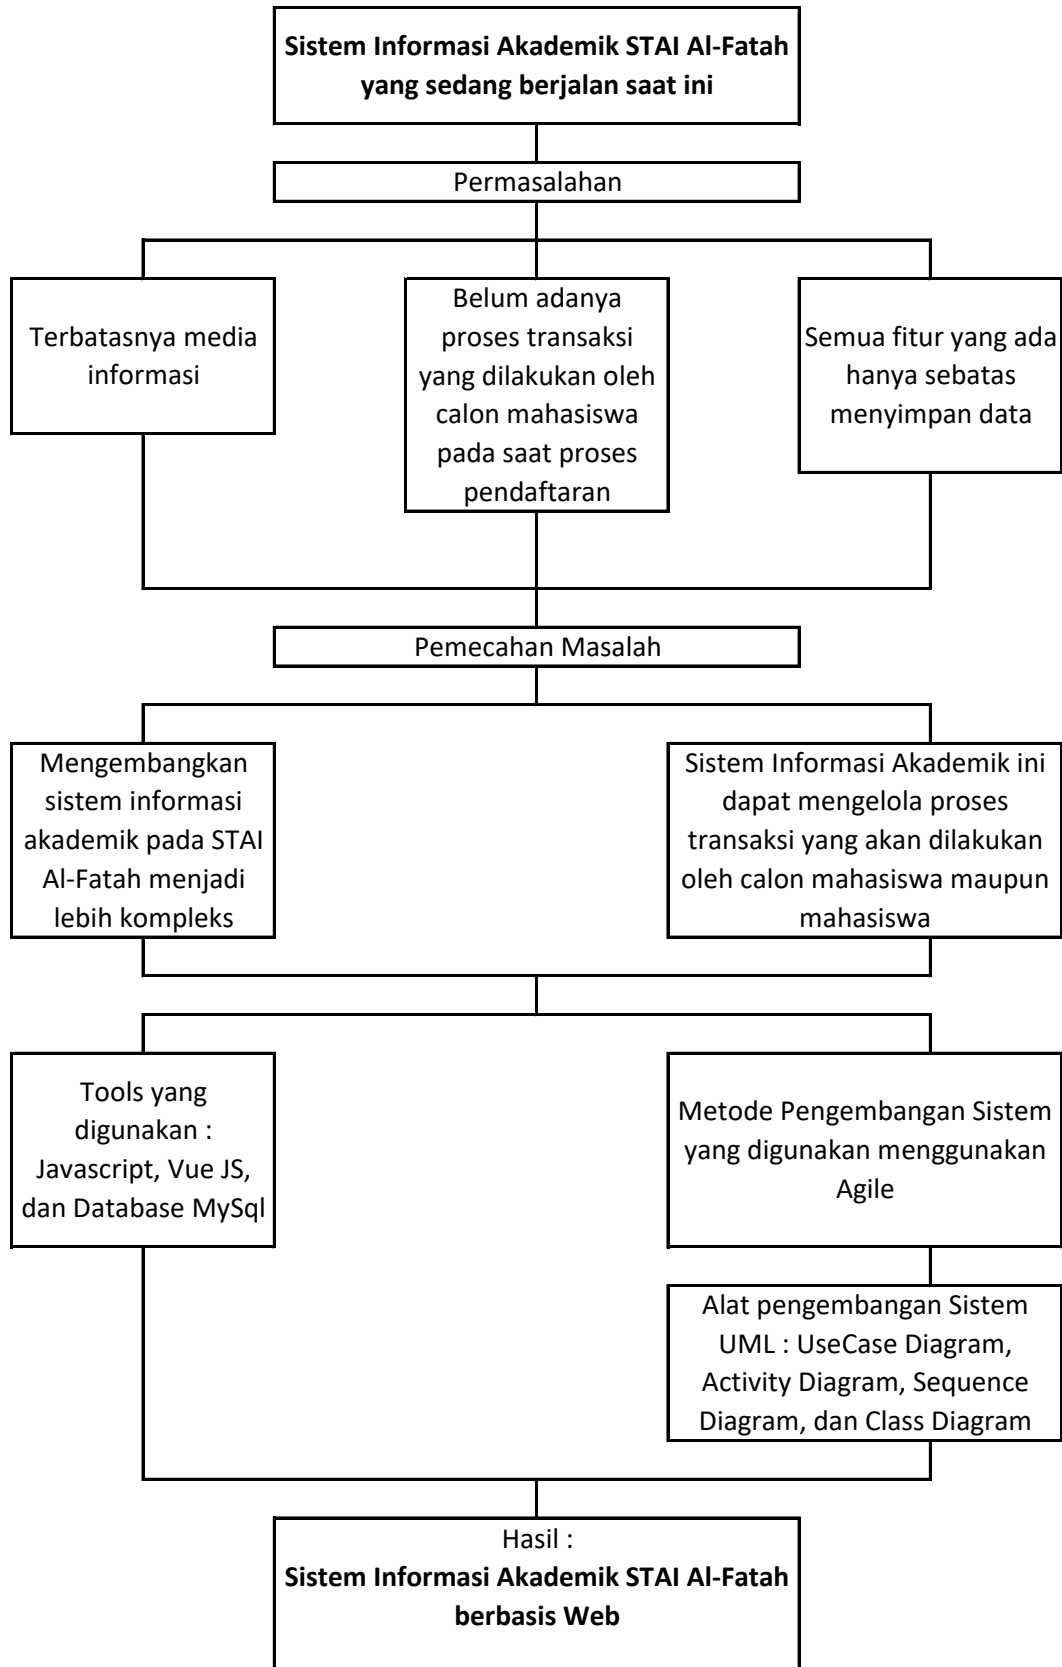 Sistem Informasi Akademik STAI Al-Fatah
yang sedang berjalan saat ini
Permasalahan
Terbatasnya media
informasi
Belum adanya
proses transaksi
yang dilakukan oleh
calon mahasiswa
pada saat proses
pendaftaran
Semua fitur yang ada
hanya sebatas
menyimpan data
Pemecahan Masalah
Mengembangkan
sistem informasi
akademik pada STAI
Al-Fatah menjadi
lebih kompleks
Sistem Informasi Akademik ini
dapat mengelola proses
transaksi yang akan dilakukan
oleh calon mahasiswa maupun
mahasiswa
Tools yang
digunakan :
Javascript, Vue JS,
dan Database MySql
Metode Pengembangan Sistem
yang digunakan menggunakan
Agile
Alat pengembangan Sistem
UML : UseCase Diagram,
Activity Diagram, Sequence
Diagram, dan Class Diagram
Hasil :
Sistem Informasi Akademik STAI Al-Fatah
berbasis Web